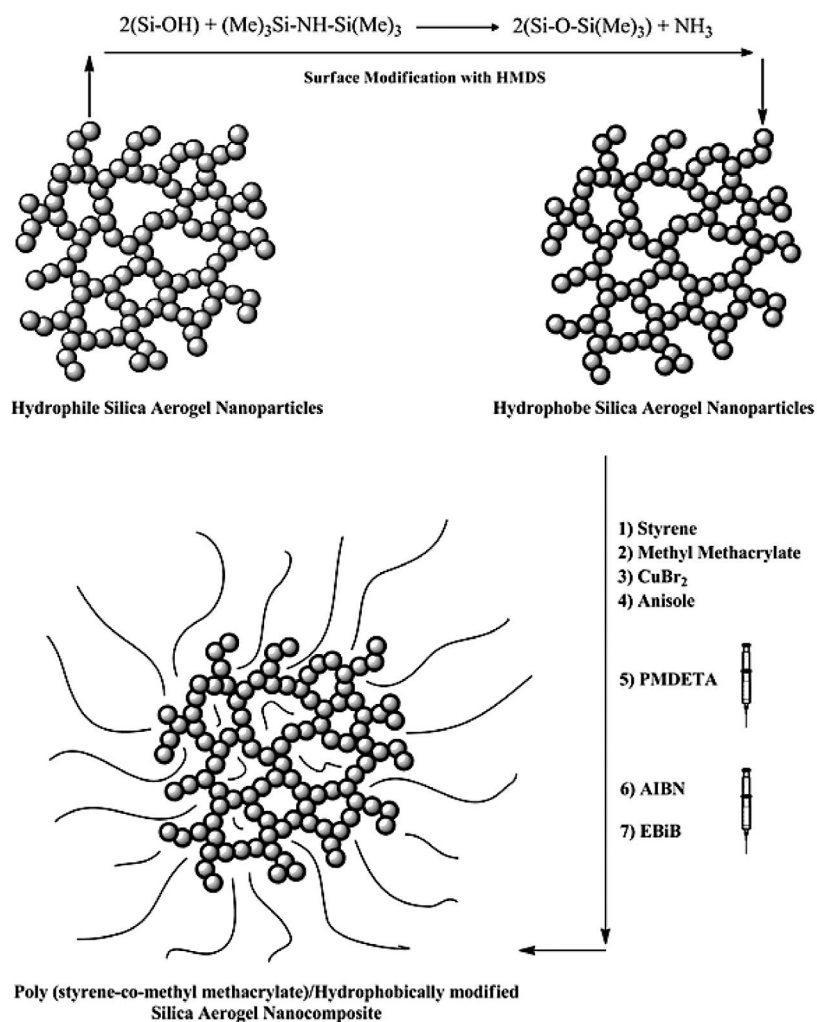 2(Si-OH) + (Me)₃Si-NH-Si(Me)₃ ⟶ 2(Si-O-Si(Me)₃) + NH₃
Surface Modification with HMDS
Hydrophile Silica Aerogel Nanoparticles
Hydrophobe Silica Aerogel Nanoparticles
1) Styrene
2) Methyl Methacrylate
3) CuBr₂
4) Anisole
5) PMDETA
6) AIBN
7) EBiB
Poly (styrene-co-methyl methacrylate)/Hydrophobically modified
Silica Aerogel Nanocomposite